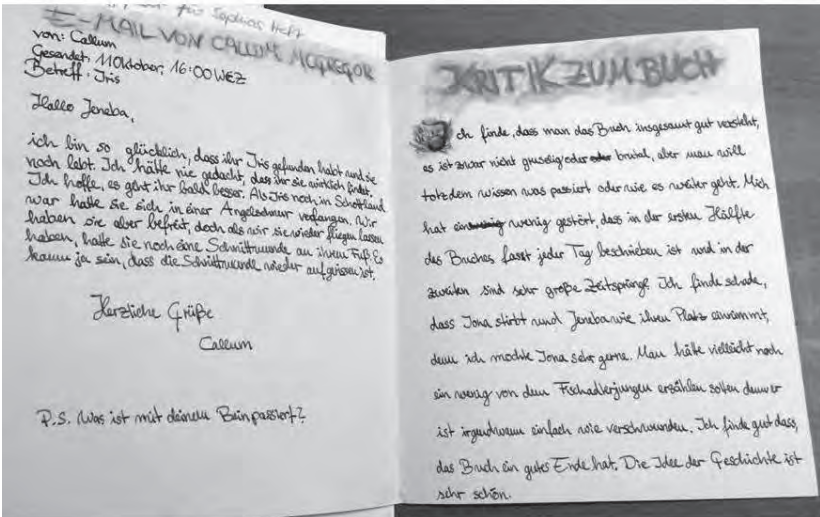 für Sophias Heft
E-MAIL VON CALLUM MCGREGOR
von: Callum
Gesendet: 11 Oktober, 16:00 WEZ
Betreff: Iris
Hallo Jeneba,
ich bin so glücklich, dass ihr Iris gefunden habt und sie
noch lebt. Ich hätte nie gedacht, dass ihr sie wirklich findet.
Ich hoffe, es geht ihr bald besser. Als Iris noch in Schottland
war hatte sie sich in einer Angelschnur verfangen. Wir
haben sie aber befreit, doch als wir sie wieder fliegen lassen
haben, hatte sie noch eine Schnittwunde an ihrem Fuß. Es
kann ja sein, dass die Schnittwunde wieder aufgerissen ist.
Herzliche Grüße
Callum
P.S. Was ist mit deinem Bein passiert?
KRITIK ZUM BUCH
Ich finde, dass man das Buch insgesamt gut versteht,
es ist zwar nicht gruselig oder brutal, aber man will
totzdem wissen was passiert oder wie es weiter geht. Mich
hat wenig gestört, dass in der ersten Hälfte
des Buches fasst jeder Tag beschrieben ist und in der
zweiten sind sehr große Zeitsprünge. Ich finde schade,
dass Iona stirbt und Jeneba wie ihren Platz einnimmt,
denn ich mochte Iona sehr gerne. Man hätte vielleicht noch
ein wenig von dem Fischadlerjungen erzählen sollen denn er
ist irgendwann einfach wie verschwunden. Ich finde gut dass,
das Buch ein gutes Ende hat. Die Idee der Geschichte ist
sehr schön.